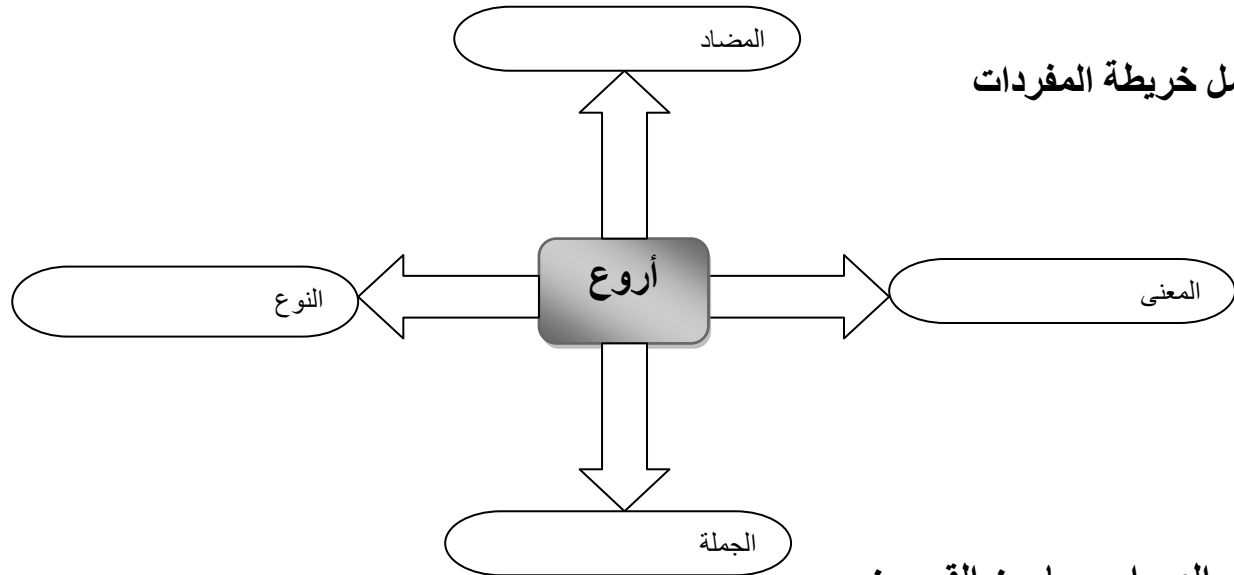 المضاد
خريطة المفردات
أروع
المعنى
النوع
الجملة